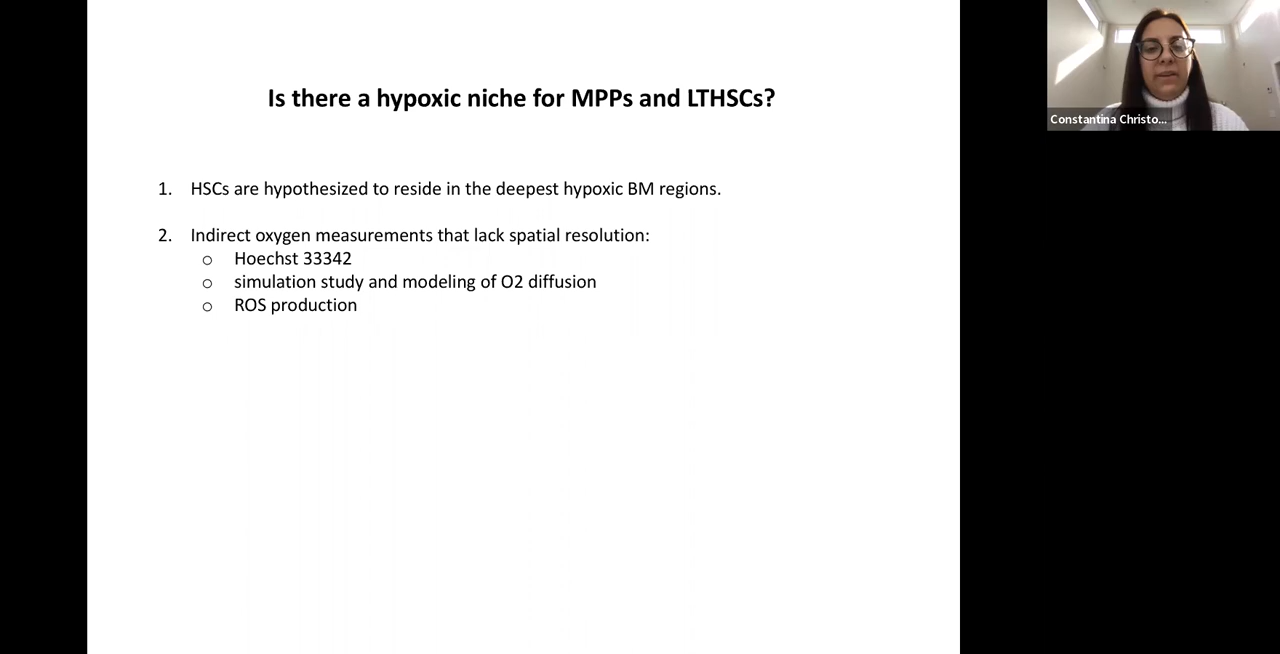 Is there a hypoxic niche for MPPs and LTHSCs?
1. HSCs are hypothesized to reside in the deepest hypoxic BM regions.
2. Indirect oxygen measurements that lack spatial resolution:
o Hoechst 33342
o simulation study and modeling of O2 diffusion
o ROS production
Constantina Christo...